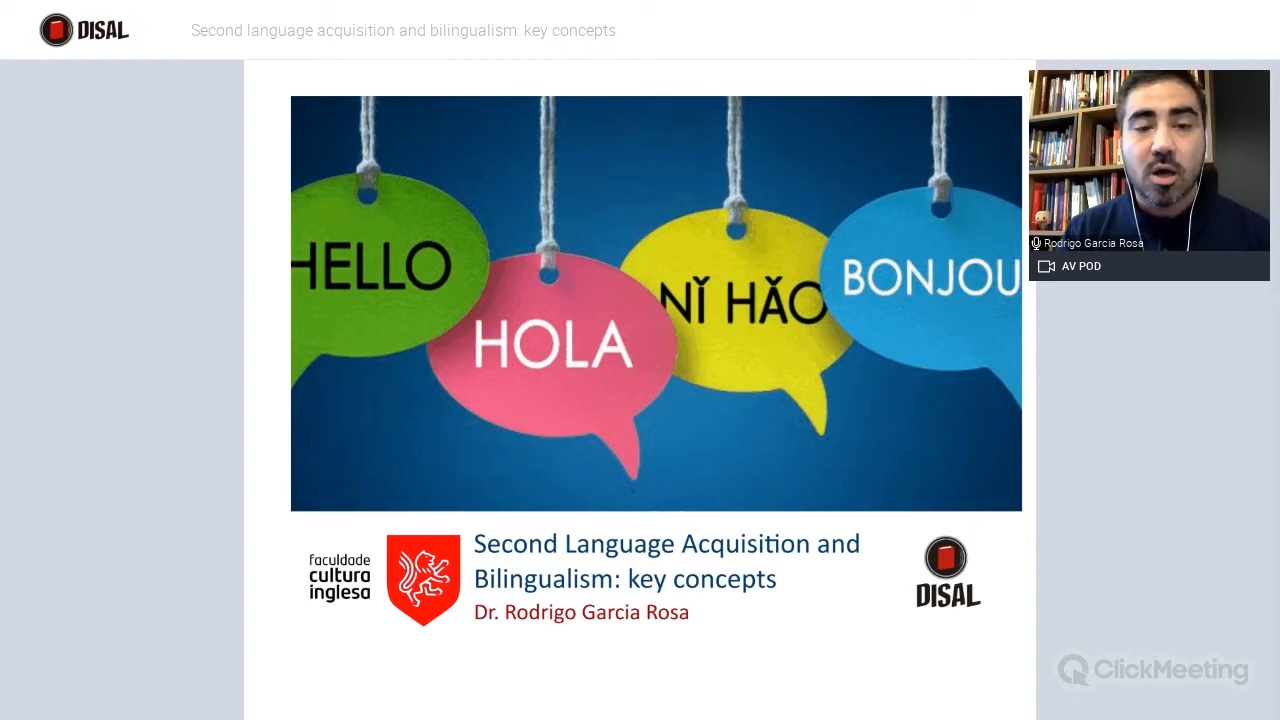 DISAL
Second language acquisition and bilingualism: key concepts
HELLO
HOLA
NǏ HǍO
BONJOU
Rodrigo Garcia Rosa
AV POD
faculdade
cultura
inglesa
Second Language Acquisition and
Bilingualism: key concepts
Dr. Rodrigo Garcia Rosa
DISAL
ClickMeeting